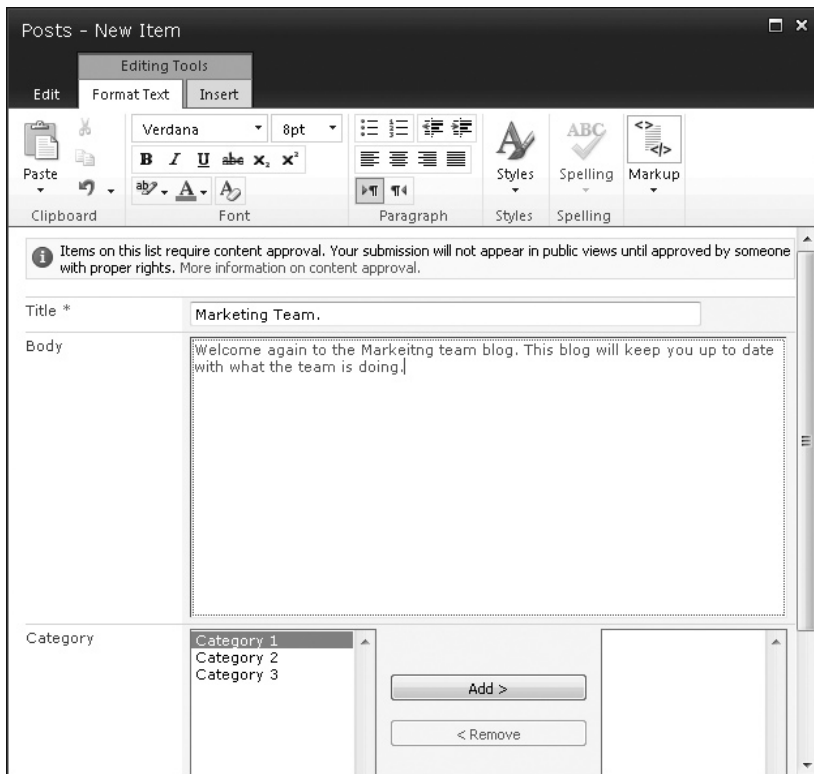 Posts - New Item
Editing Tools
Edit Format Text Insert
Verdana 8pt
B I U abc x₂ x² ABC
ab A A
Paste Styles Spelling Markup
Clipboard Font Paragraph Styles Spelling
Items on this list require content approval. Your submission will not appear in public views until approved by someone
with proper rights. More information on content approval.
Title * Marketing Team.
Body Welcome again to the Markeitng team blog. This blog will keep you up to date
with what the team is doing.
Category Category 1
Category 2
Category 3
Add >
< Remove